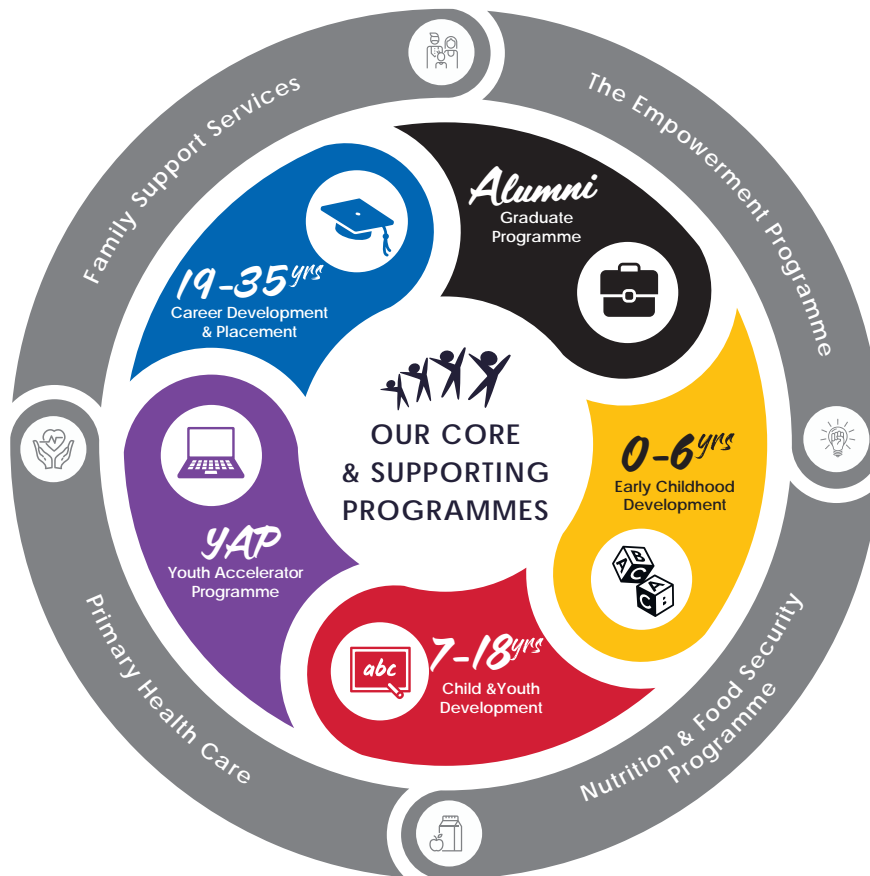 Family Support Services
The Empowerment Programme
Alumni
Graduate
Programme
19-35yrs
Career Development
& Placement
OUR CORE
& SUPPORTING
PROGRAMMES
0-6yrs
Early Childhood
Development
B
A
C
A
C
:
YAP
Youth Accelerator
Programme
abc
7-18yrs
Child &Youth
Development
Primary Health Care
Nutrition & Food Security
Programme